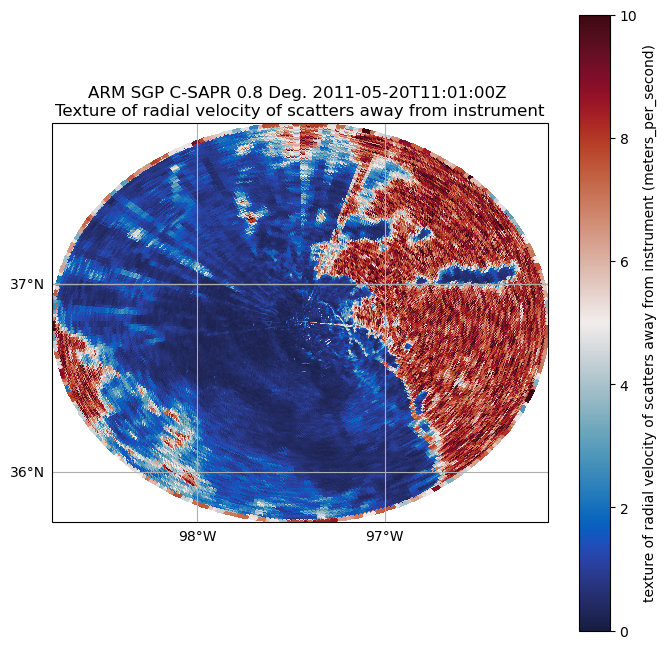 ARM SGP C-SAPR 0.8 Deg. 2011-05-20T11:01:00Z
Texture of radial velocity of scatters away from instrument
37°N
36°N
98°W
97°W
10
8
6
4
2
0
texture of radial velocity of scatters away from instrument (meters_per_second)